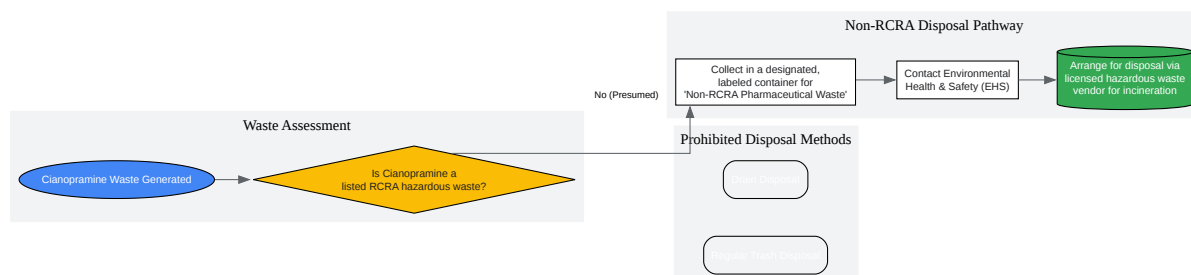 Waste Assessment
Cianopramine Waste Generated
Is Cianopramine a
listed RCRA hazardous waste?
No (Presumed)
Non-RCRA Disposal Pathway
Collect in a designated,
labeled container for
'Non-RCRA Pharmaceutical Waste'
Contact Environmental
Health & Safety (EHS)
Arrange for disposal via
licensed hazardous waste
vendor for incineration
Prohibited Disposal Methods
Drain Disposal
Regular Trash Disposal